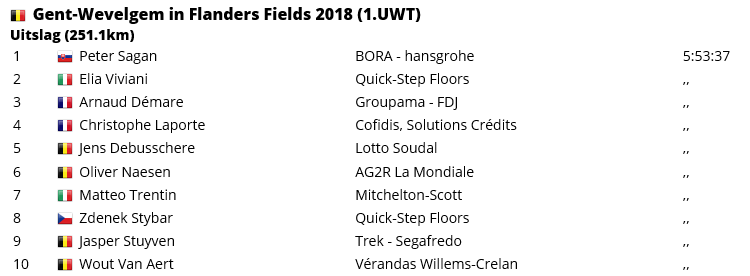 Gent-Wevelgem in Flanders Fields 2018 (1.UWT)
Uitslag (251.1km)
1 Peter Sagan BORA - hansgrohe 5:53:37
2 Elia Viviani Quick-Step Floors ,,
3 Arnaud Démare Groupama - FDJ ,,
4 Christophe Laporte Cofidis, Solutions Crédits ,,
5 Jens Debusschere Lotto Soudal ,,
6 Oliver Naesen AG2R La Mondiale ,,
7 Matteo Trentin Mitchelton-Scott ,,
8 Zdenek Stybar Quick-Step Floors ,,
9 Jasper Stuyven Trek - Segafredo ,,
10 Wout Van Aert Vérandas Willems-Crelan ,,